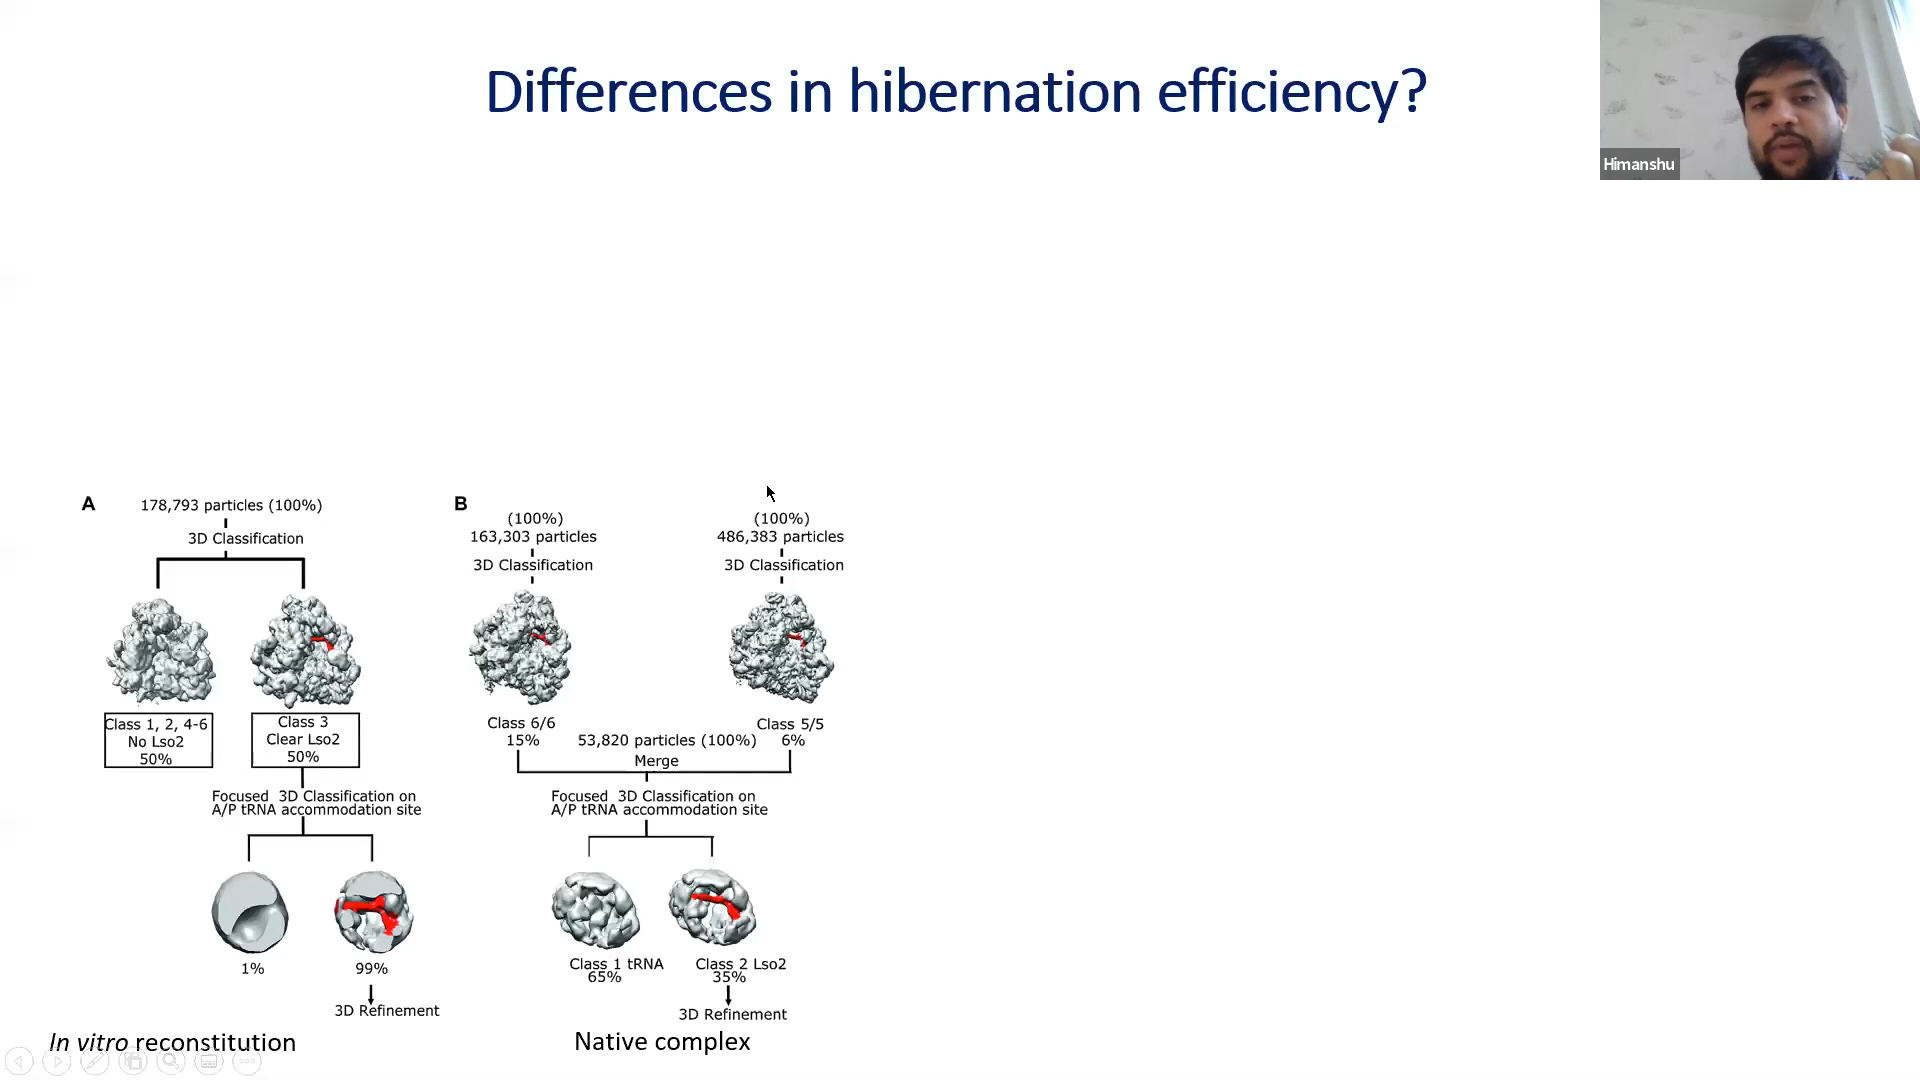 Differences in hibernation efficiency?
Himanshu
A
178,793 particles (100%)
3D Classification
Class 1, 2, 4-6
No Lso2
50%
Class 3
Clear Lso2
50%
Focused 3D Classification on
A/P tRNA accommodation site
1%
99%
3D Refinement
In vitro reconstitution
B
(100%)
163,303 particles
3D Classification
(100%)
486,383 particles
3D Classification
Class 6/6
15%
Class 5/5
6%
53,820 particles (100%)
Merge
Focused 3D Classification on
A/P tRNA accommodation site
Class 1 tRNA
65%
Class 2 Lso2
35%
3D Refinement
Native complex